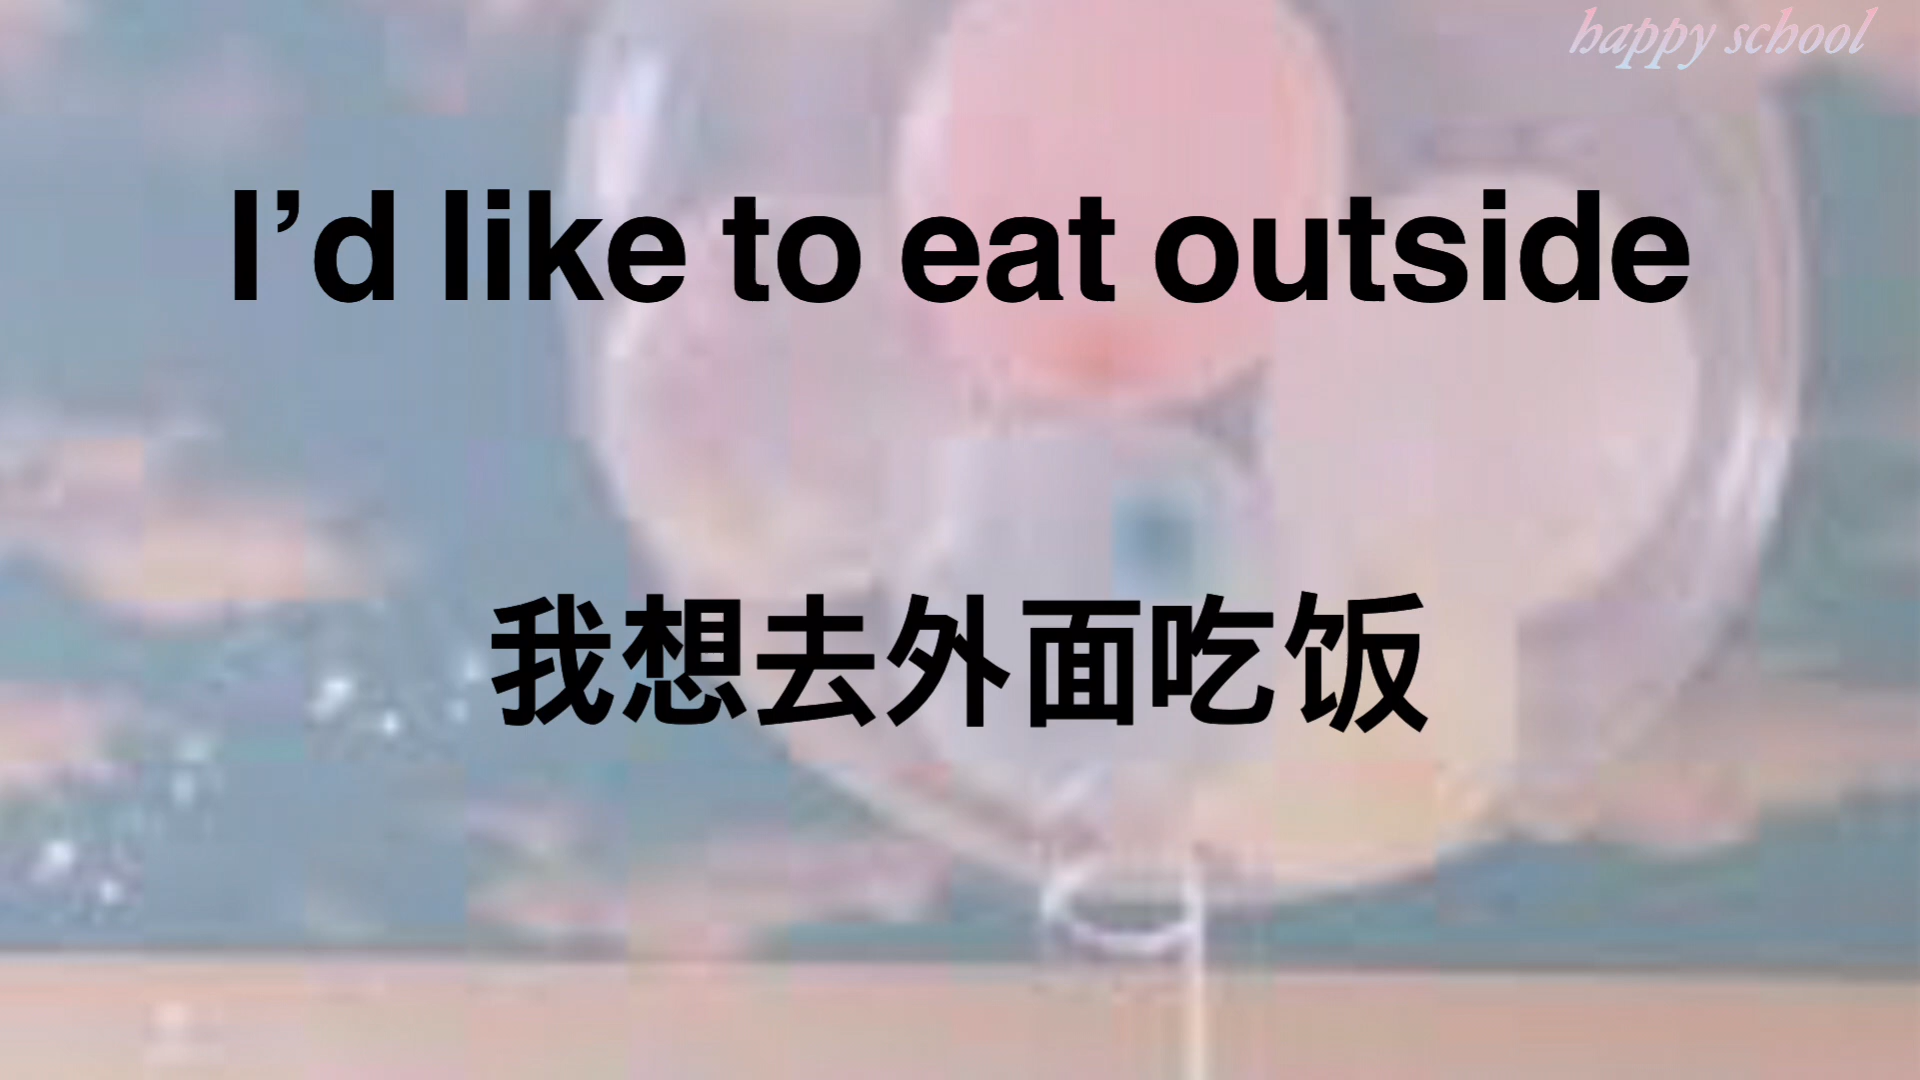 happy school
I’d like to eat outside
我想去外面吃饭